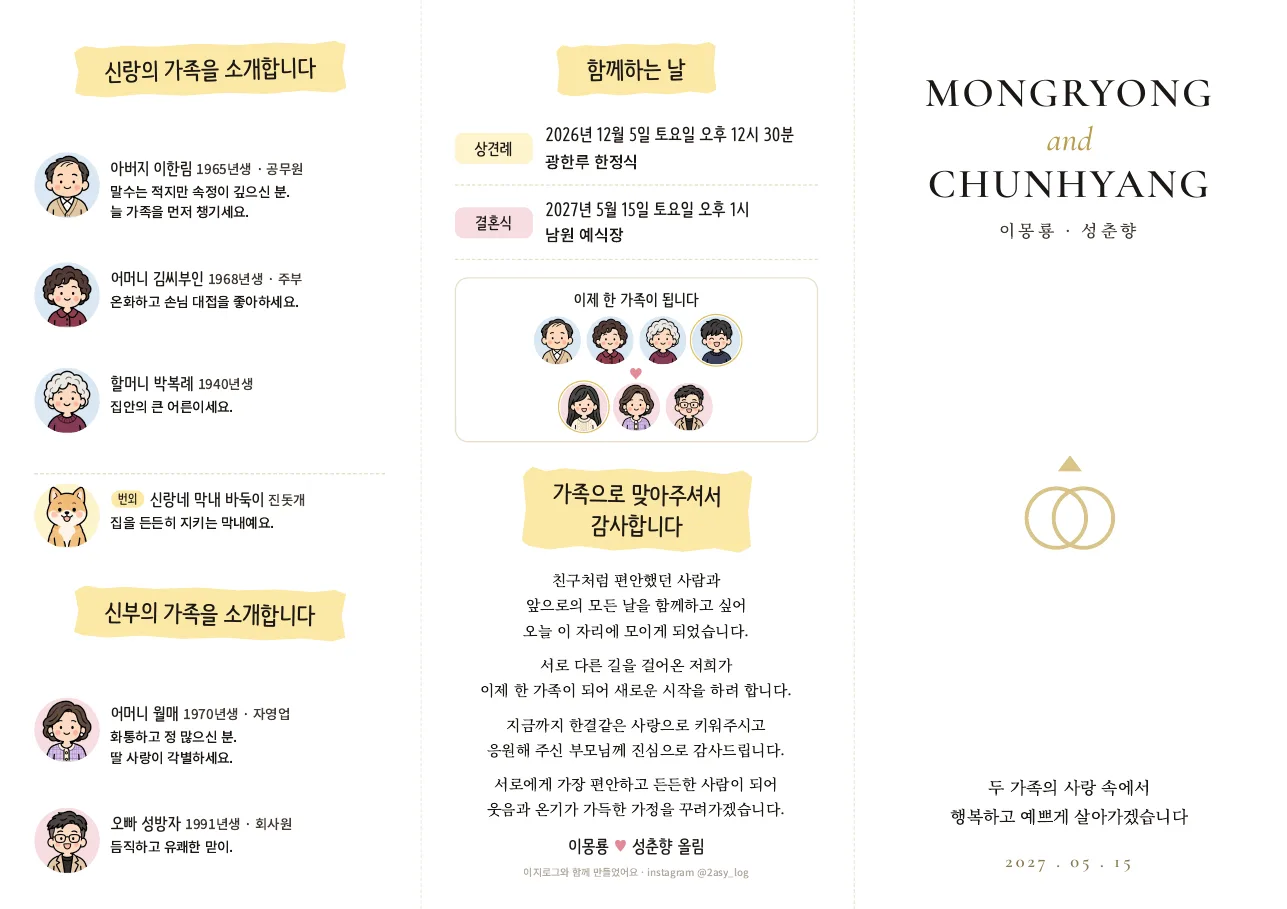 신랑의 가족을 소개합니다
아버지 이한림 1965년생 · 공무원
말수는 적지만 속정이 깊으신 분.
늘 가족을 먼저 챙기세요.
어머니 김씨부인 1968년생 · 주부
온화하고 손님 대접을 좋아하세요.
할머니 박복례 1940년생
집안의 큰 어른이세요.
번외 신랑네 막내 바둑이 진돗개
집을 든든히 지키는 막내예요.
신부의 가족을 소개합니다
어머니 월매 1970년생 · 자영업
화통하고 정 많으신 분.
딸 사랑이 각별하세요.
오빠 성방자 1991년생 · 회사원
듬직하고 유쾌한 맏이.
함께하는 날
상견례
2026년 12월 5일 토요일 오후 12시 30분
광한루 한정식
결혼식
2027년 5월 15일 토요일 오후 1시
남원 예식장
이제 한 가족이 됩니다
가족으로 맞아주셔서
감사합니다
친구처럼 편안했던 사람과
앞으로의 모든 날을 함께하고 싶어
오늘 이 자리에 모이게 되었습니다.
서로 다른 길을 걸어온 저희가
이제 한 가족이 되어 새로운 시작을 하려 합니다.
지금까지 한결같은 사랑으로 키워주시고
응원해 주신 부모님께 진심으로 감사드립니다.
서로에게 가장 편안하고 든든한 사람이 되어
웃음과 온기가 가득한 가정을 꾸려가겠습니다.
이몽룡 ♥ 성춘향 올림
이지로그와 함께 만들었어요 · instagram @2asy_log
MONGRYONG
and
CHUNHYANG
이몽룡 · 성춘향
두 가족의 사랑 속에서
행복하고 예쁘게 살아가겠습니다
2027 . 05 . 15